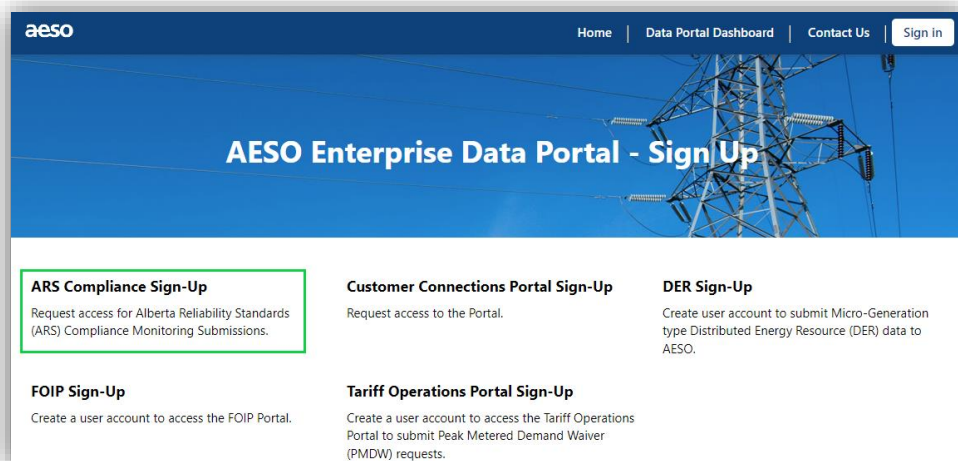 aeso
Home | Data Portal Dashboard | Contact Us | Sign in
AESO Enterprise Data Portal - Sign Up
ARS Compliance Sign-Up
Request access for Alberta Reliability Standards
(ARS) Compliance Monitoring Submissions.
Customer Connections Portal Sign-Up
Request access to the Portal.
DER Sign-Up
Create user account to submit Micro-Generation
type Distributed Energy Resource (DER) data to
AESO.
FOIP Sign-Up
Create a user account to access the FOIP Portal.
Tariff Operations Portal Sign-Up
Create a user account to access the Tariff Operations
Portal to submit Peak Metered Demand Waiver
(PMDW) requests.